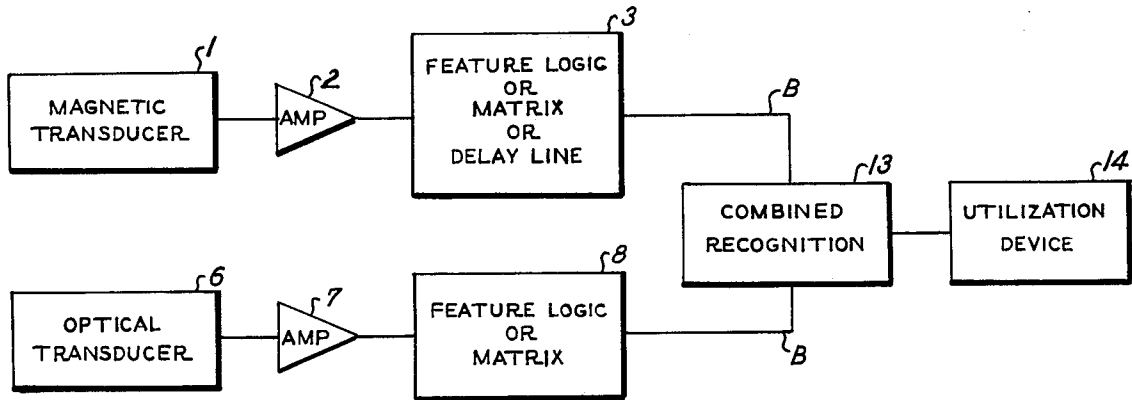 1
MAGNETIC
TRANSDUCER
2
AMP
3
FEATURE LOGIC
OR
MATRIX
OR
DELAY LINE
B
13
COMBINED
RECOGNITION
14
UTILIZATION
DEVICE
6
OPTICAL
TRANSDUCER
7
AMP
8
FEATURE LOGIC
OR
MATRIX
B